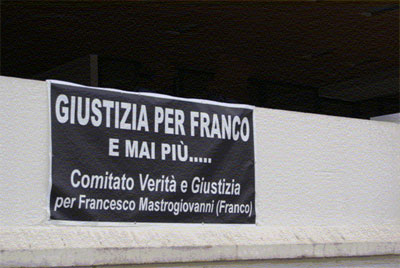 GIUSTIZIA PER FRANCO
E MAI PIÙ.....
Comitato Verità e Giustizia
per Francesco Mastrogiovanni (Franco)